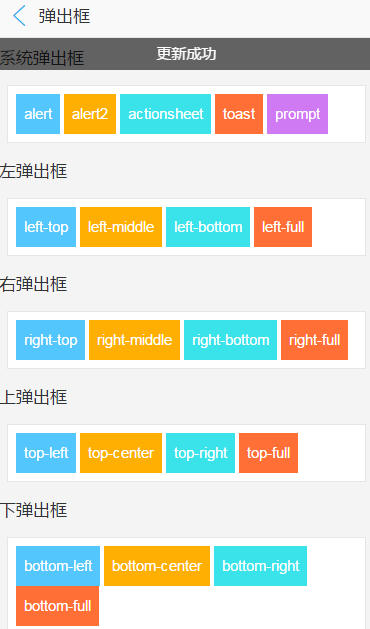 弹出框
系统弹出框
更新成功
alert alert2 actionsheet toast prompt
左弹出框
left-top left-middle left-bottom left-full
右弹出框
right-top right-middle right-bottom right-full
上弹出框
top-left top-center top-right top-full
下弹出框
bottom-left bottom-center bottom-right
bottom-full